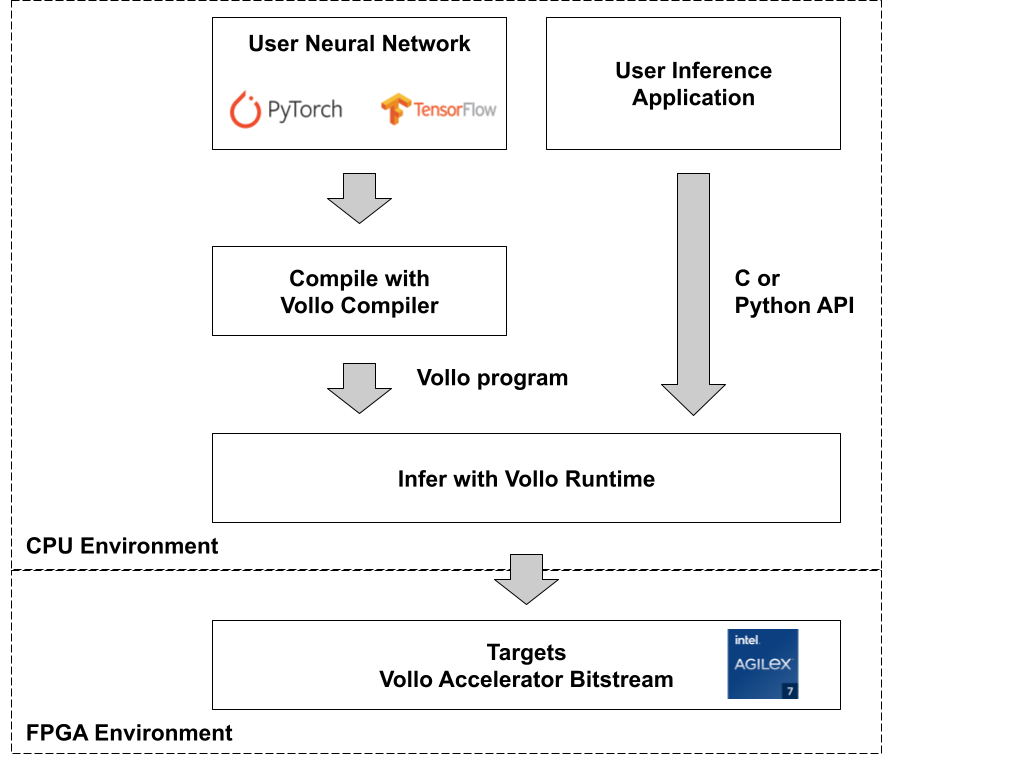 User Neural Network
PyTorch
TensorFlow
User Inference
Application
Compile with
Vollo Compiler
C or
Python API
Vollo program
Infer with Vollo Runtime
CPU Environment
Targets
Vollo Accelerator Bitstream
intel.
AGILEX
7
FPGA Environment